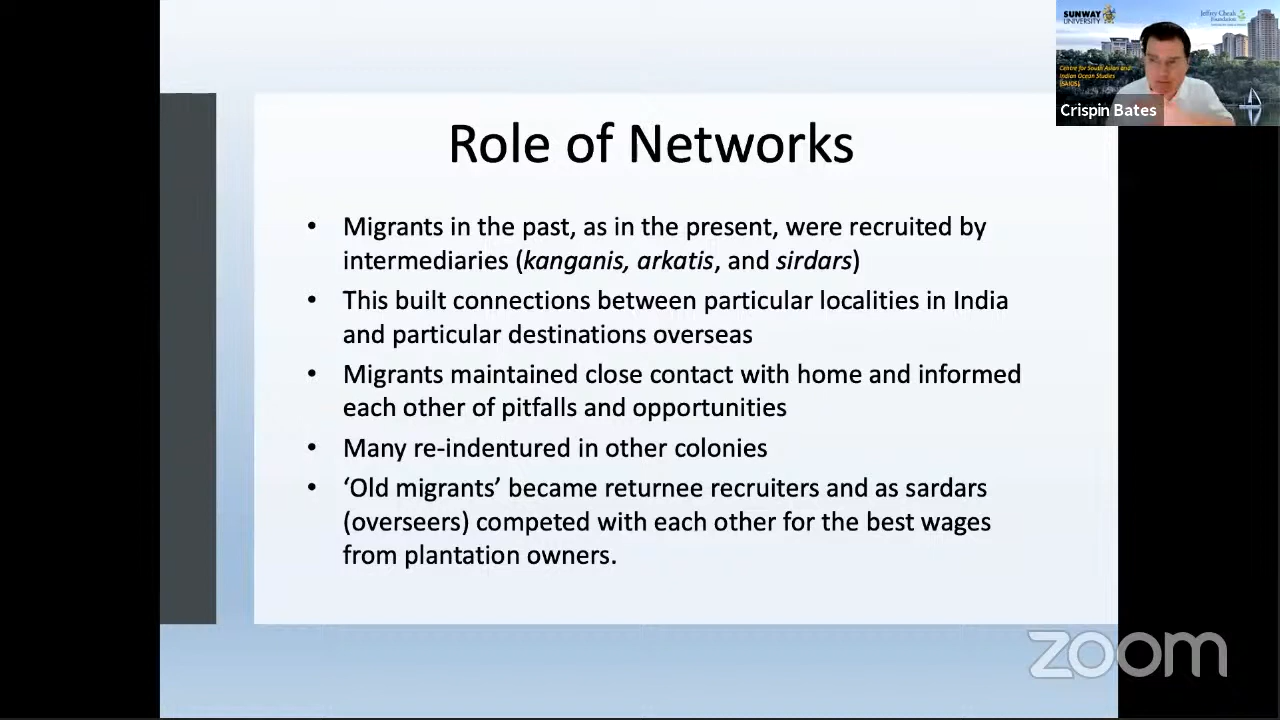 SUNWAY
UNIVERSITY
Jeffrey Cheah
Foundation
Centre for South Asian and
Indian Ocean Studies
Crispin Bates
Role of Networks
• Migrants in the past, as in the present, were recruited by
intermediaries (kanganis, arkatis, and sirdars)
• This built connections between particular localities in India
and particular destinations overseas
• Migrants maintained close contact with home and informed
each other of pitfalls and opportunities
• Many re-indentured in other colonies
• ‘Old migrants’ became returnee recruiters and as sardars
(overseers) competed with each other for the best wages
from plantation owners.
zoom